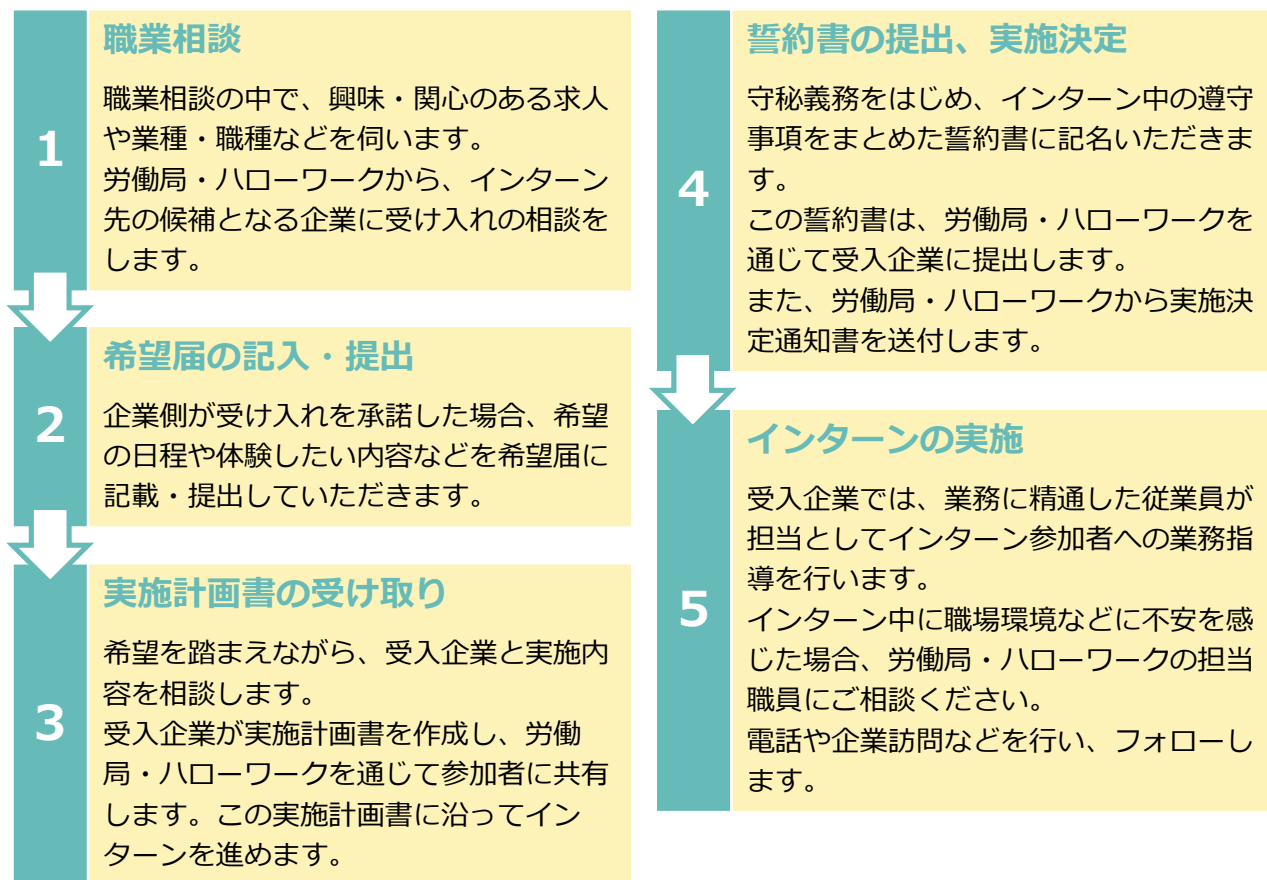 1
職業相談
職業相談の中で、興味・関心のある求人
や業種・職種などを伺います。
労働局・ハローワークから、インターン
先の候補となる企業に受け入れの相談を
します。
2
希望届の記入・提出
企業側が受け入れを承諾した場合、希望
の日程や体験したい内容などを希望届に
記載・提出していただきます。
3
実施計画書の受け取り
希望を踏まえながら、受入企業と実施内
容を相談します。
受入企業が実施計画書を作成し、労働
局・ハローワークを通じて参加者に共有
します。この実施計画書に沿ってイン
ターンを進めます。
4
誓約書の提出、実施決定
守秘義務をはじめ、インターン中の遵守
事項をまとめた誓約書に記名いただきま
す。
この誓約書は、労働局・ハローワークを
通じて受入企業に提出します。
また、労働局・ハローワークから実施決
定通知書を送付します。
5
インターンの実施
受入企業では、業務に精通した従業員が
担当としてインターン参加者への業務指
導を行います。
インターン中に職場環境などに不安を感
じた場合、労働局・ハローワークの担当
職員にご相談ください。
電話や企業訪問などを行い、フォローし
ます。